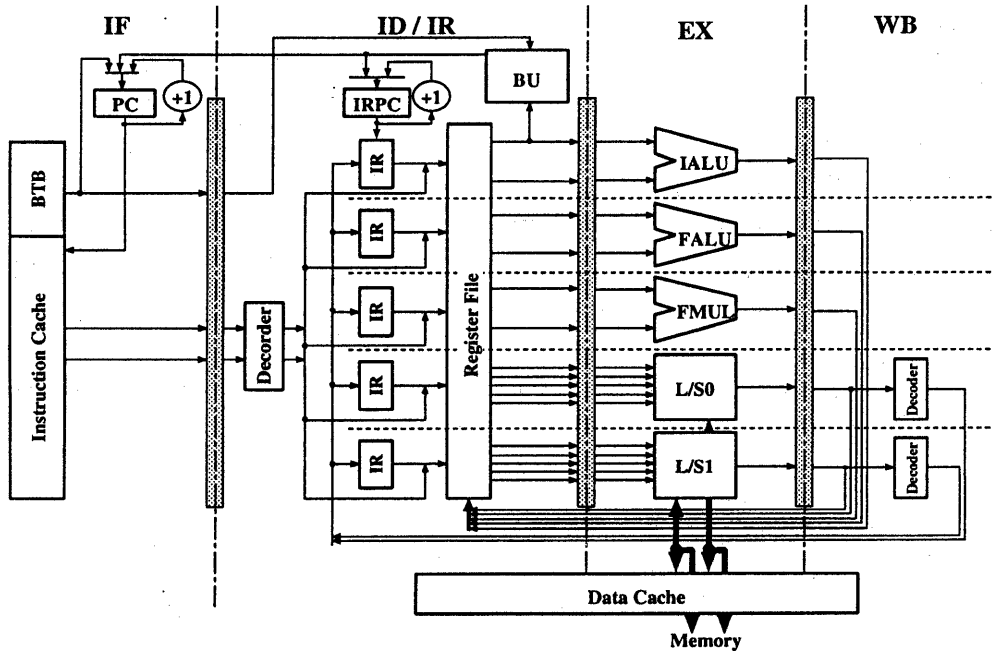 IF
ID / IR
EX
WB
PC
+1
IRPC
+1
BU
BTB
Instruction Cache
Decorder
IR
IR
IR
IR
IR
Register File
IALU
FALU
FMUL
L/S0
L/S1
Decoder
Decoder
Data Cache
Memory